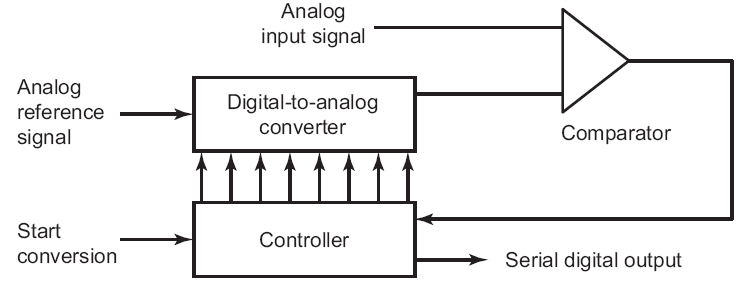 Analog
input signal
Analog
reference
signal
Digital-to-analog
converter
Comparator
Start
conversion
Controller
Serial digital output